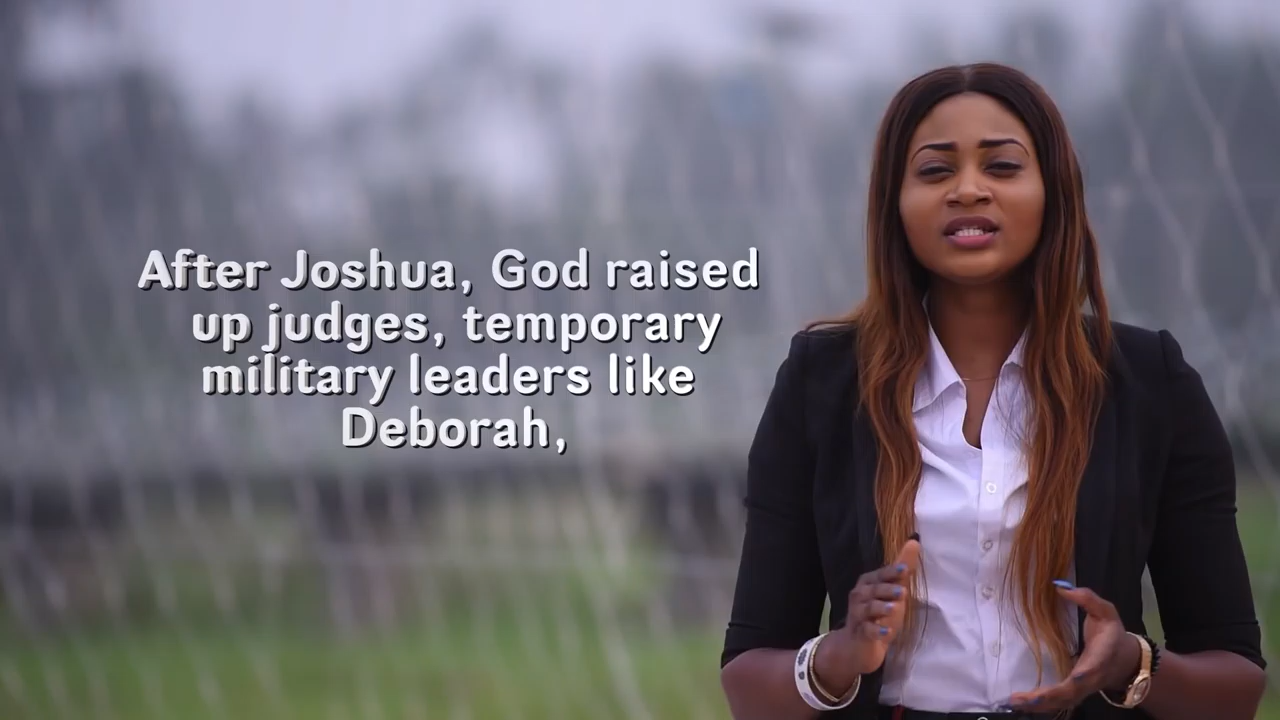 After Joshua, God raised
up judges, temporary
military leaders like
Deborah,